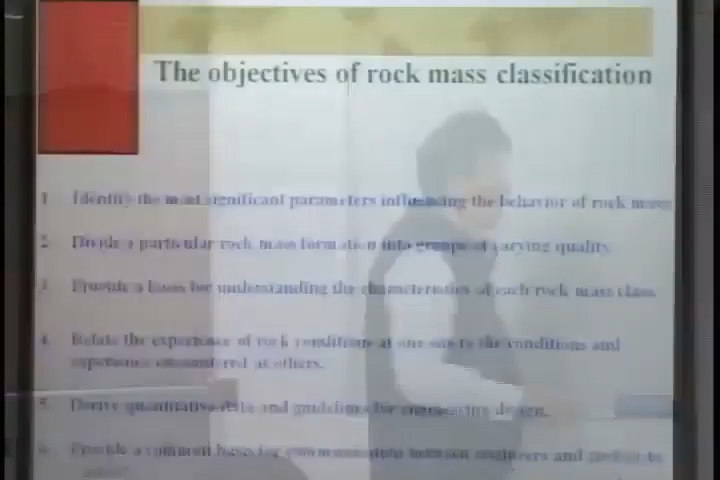 The objectives of rock mass classification
1. Identify the most significant parameters influencing the behavior of rock mass
2. Divide a particular rock mass formation into groups of varying quality.
3. Provide a basis for understanding the characteristics of each rock mass class.
4. Relate the experience of rock conditions at one site to the conditions and
experience encountered at others.
5. Derive quantitative data and guidelines for engineering design.
6. Provide a common basis for communication between engineers and